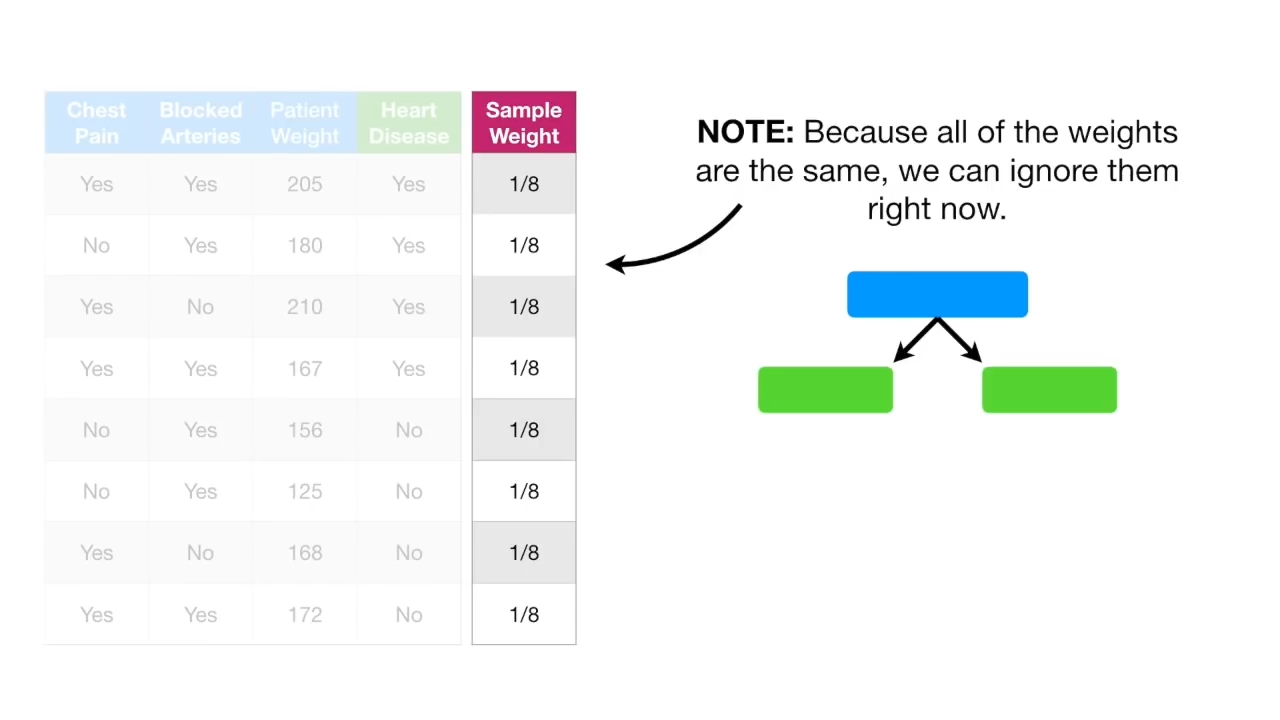 Chest Pain Blocked Arteries Patient Weight Heart Disease Sample Weight
Yes Yes 205 Yes 1/8
No Yes 180 Yes 1/8
Yes No 210 Yes 1/8
Yes Yes 167 Yes 1/8
No Yes 156 No 1/8
No Yes 125 No 1/8
Yes No 168 No 1/8
Yes Yes 172 No 1/8
NOTE: Because all of the weights
are the same, we can ignore them
right now.